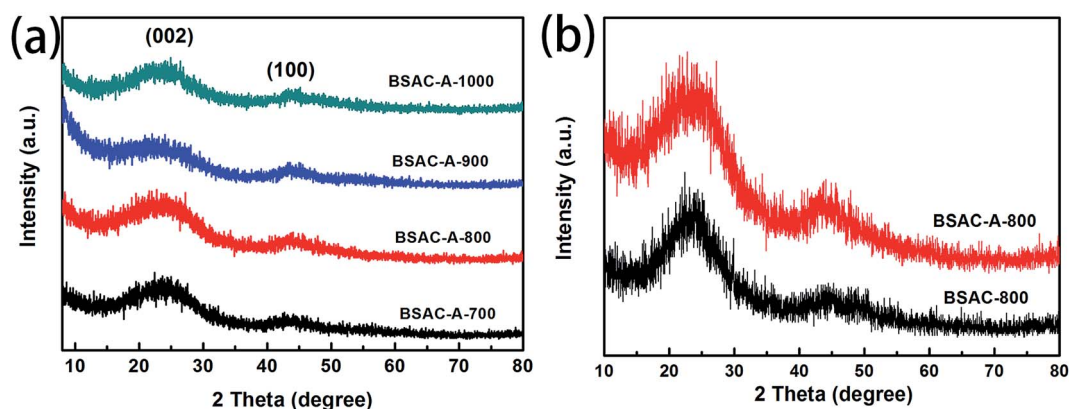 (a)
(002)
(100)
BSAC-A-1000
BSAC-A-900
BSAC-A-800
BSAC-A-700
Intensity (a.u.)
10 20 30 40 50 60 70 80
2 Theta (degree)
(b)
BSAC-A-800
BSAC-800
Intensity (a.u.)
10 20 30 40 50 60 70 80
2 Theta (degree)